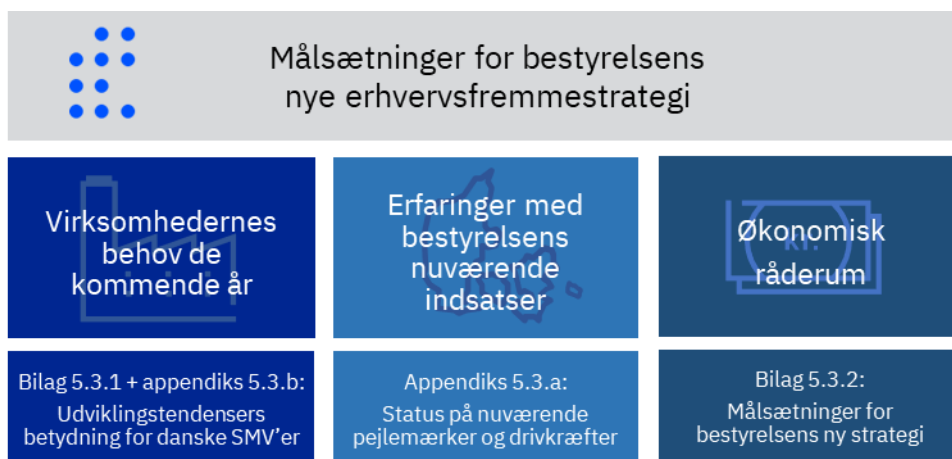 Målsætninger for bestyrelsens
nye erhvervsfremmestrategi
Virksomhedernes
behov de
kommende år
Erfaringer med
bestyrelsens
nuværende
indsatser
Økonomisk
råderum
KR.
Bilag 5.3.1 + appendiks 5.3.b:
Udviklingstendensers
betydning for danske SMV'er
Appendiks 5.3.a:
Status på nuværende
pejlemærker og drivkræfter
Bilag 5.3.2:
Målsætninger for
bestyrelsens ny strategi